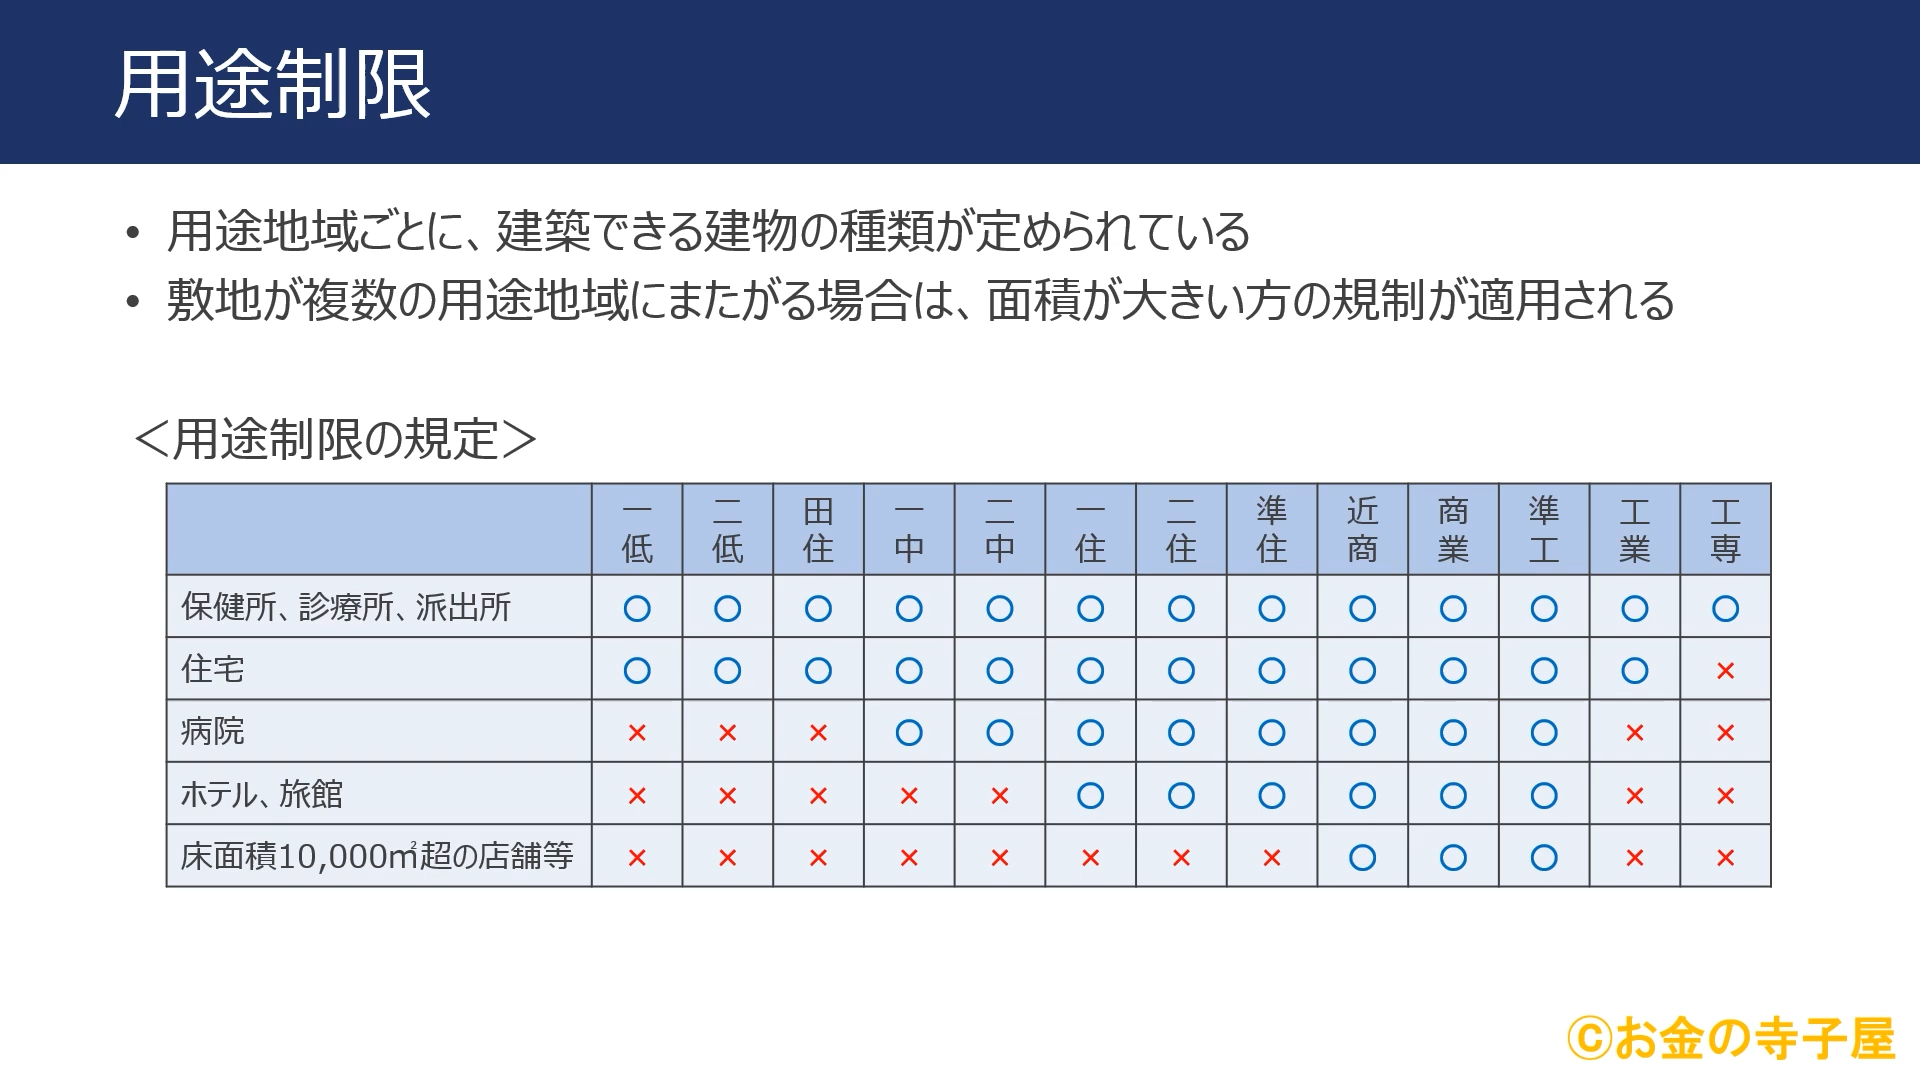 用途制限
• 用途地域ごとに、建築できる建物の種類が定められている
• 敷地が複数の用途地域にまたがる場合は、面積が大きい方の規制が適用される
＜用途制限の規定＞
一低 二低 田住 一中 二中 一住 二住 準住 近商 商業 準工 工業 工専
保健所、診療所、派出所 〇 〇 〇 〇 〇 〇 〇 〇 〇 〇 〇 〇 〇
住宅 〇 〇 〇 〇 〇 〇 〇 〇 〇 〇 〇 〇 ×
病院 × × × 〇 〇 〇 〇 〇 〇 〇 〇 × ×
ホテル、旅館 × × × × × 〇 〇 〇 〇 〇 〇 × ×
床面積10,000㎡超の店舗等 × × × × × × × × 〇 〇 〇 × ×
©お金の寺子屋